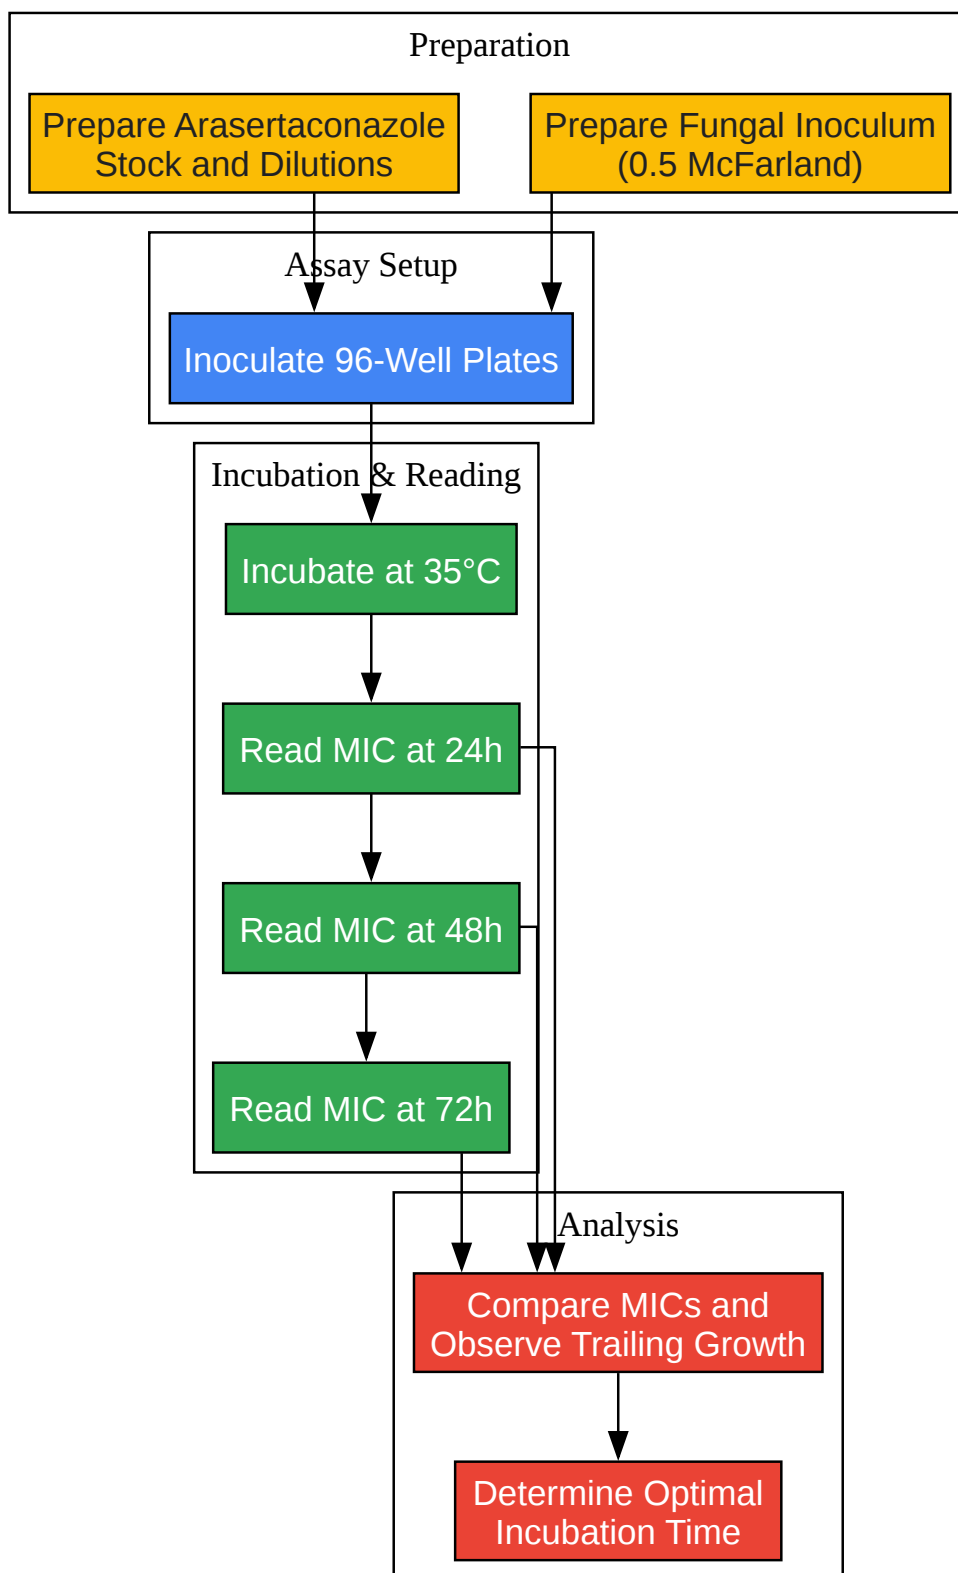 Preparation
Prepare Arasertaconazole
Stock and Dilutions
Prepare Fungal Inoculum
(0.5 McFarland)
Assay Setup
Inoculate 96-Well Plates
Incubation & Reading
Incubate at 35°C
Read MIC at 24h
Read MIC at 48h
Read MIC at 72h
Analysis
Compare MICs and
Observe Trailing Growth
Determine Optimal
Incubation Time